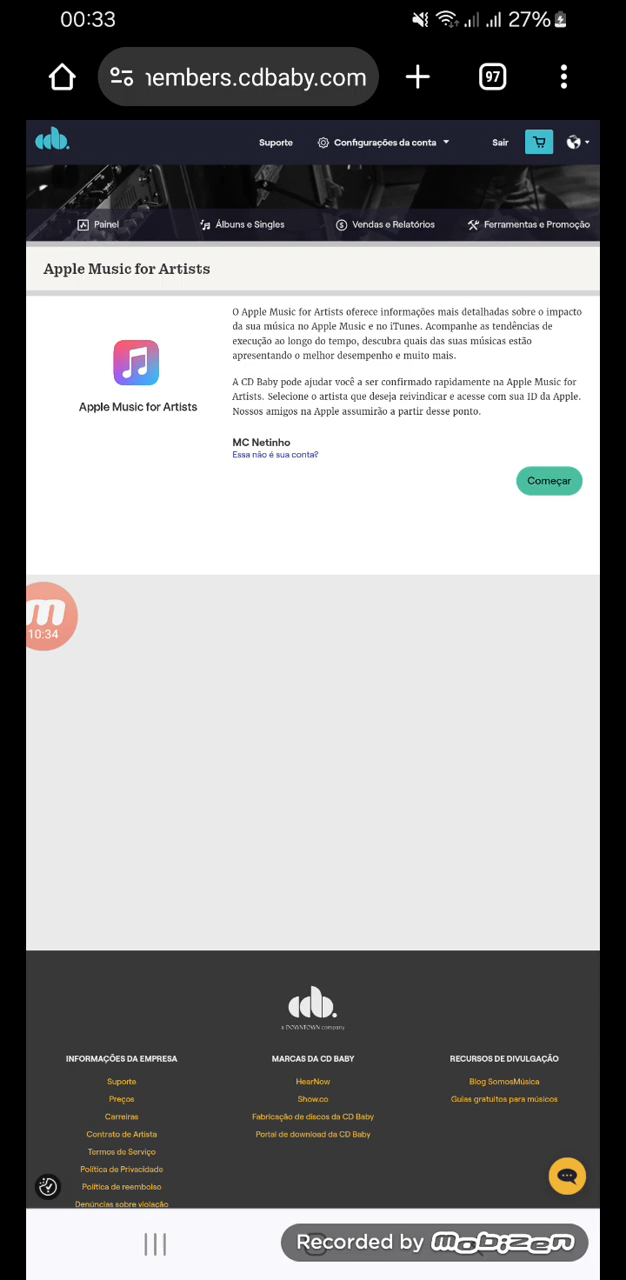 00:33
27%
nembers.cdbaby.com
97
cdb.
Suporte
Configurações da conta
Sair
Painel
Álbuns e Singles
Vendas e Relatórios
Ferramentas e Promoção
Apple Music for Artists
O Apple Music for Artists oferece informações mais detalhadas sobre o impacto
da sua música no Apple Music e no iTunes. Acompanhe as tendências de
execução ao longo do tempo, descubra quais das suas músicas estão
apresentando o melhor desempenho e muito mais.
Apple Music for Artists
A CD Baby pode ajudar você a ser confirmado rapidamente na Apple Music for
Artists. Selecione o artista que deseja reivindicar e acesse com sua ID da Apple.
Nossos amigos na Apple assumirão a partir desse ponto.
MC Netinho
Essa não é sua conta?
Começar
m
10:34
cdb.
a DOWNTOWN company
INFORMAÇÕES DA EMPRESA
Suporte
Preços
Carreiras
Contrato de Artista
Termos de Serviço
Política de Privacidade
Política de reembolso
Denúncias sobre violação
MARCAS DA CD BABY
HearNow
Show.co
Fabricação de discos da CD Baby
Portal de download da CD Baby
RECURSOS DE DIVULGAÇÃO
Blog SomosMúsica
Guias gratuitos para músicos
Recorded by mobizen